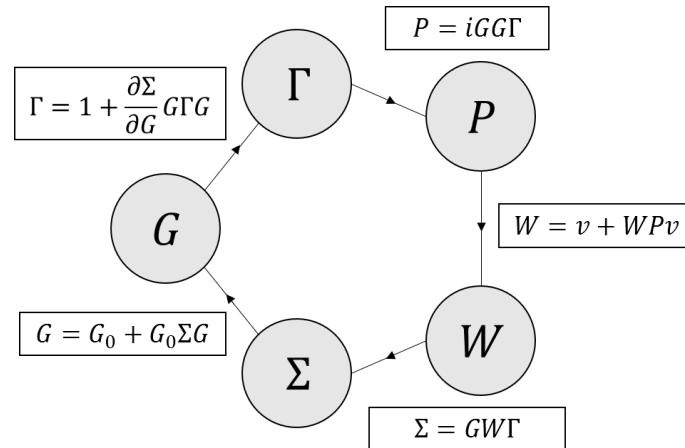 P = iGGΓ
Γ = 1 + ∂Σ/∂G GΓG
Γ
P
G
W = v + WPv
G = G₀ + G₀ΣG
Σ
W
Σ = GWΓ